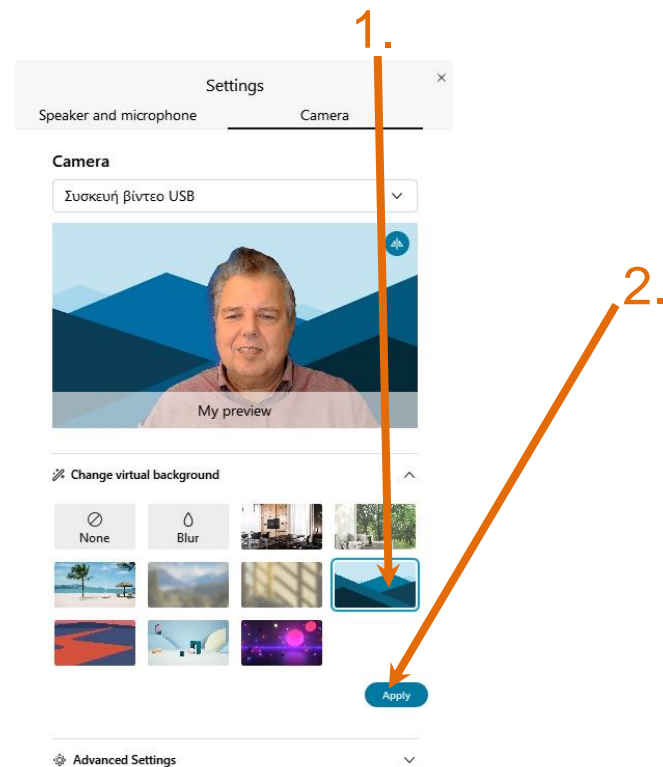 1.
Settings
Speaker and microphone Camera
Camera
Συσκευή βίντεο USB
2.
My preview
Change virtual background
None Blur
Apply
Advanced Settings